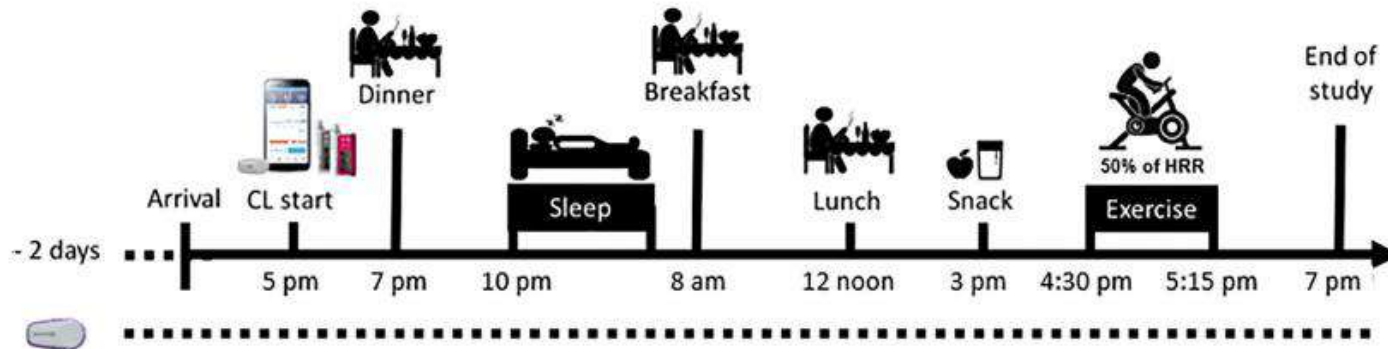 Dinner
Breakfast
End of
study
50% of HRR
Arrival
CL start
Sleep
Lunch
Snack
Exercise
- 2 days
5 pm
7 pm
10 pm
8 am
12 noon
3 pm
4:30 pm
5:15 pm
7 pm